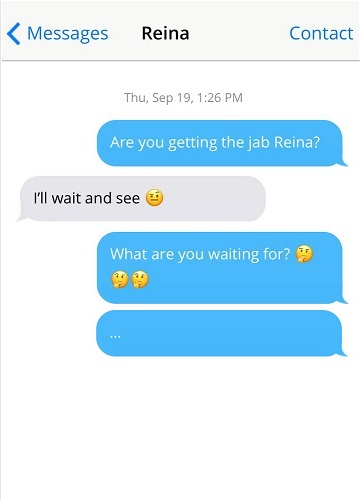 Messages Reina Contact
Thu, Sep 19, 1:26 PM
Are you getting the jab Reina?
I’ll wait and see 🤨
What are you waiting for? 🤔
🤔🤔
...